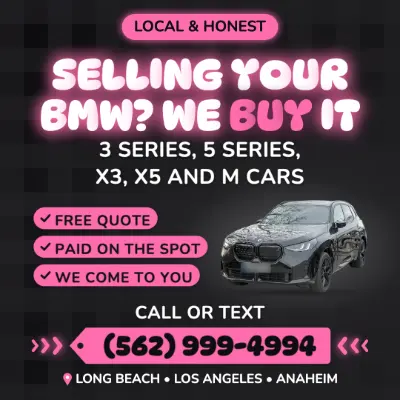 LOCAL & HONEST
SELLING YOUR
BMW? WE BUY IT
3 SERIES, 5 SERIES,
X3, X5 AND M CARS
FREE QUOTE
PAID ON THE SPOT
WE COME TO YOU
CALL OR TEXT
(562) 999-4994
LONG BEACH • LOS ANGELES • ANAHEIM